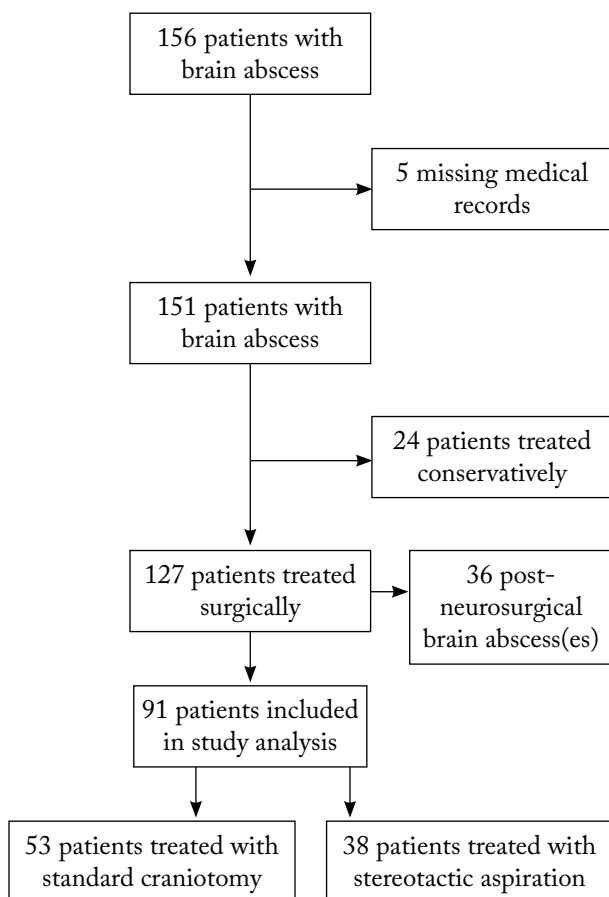 156 patients with
brain abscess
5 missing medical
records
151 patients with
brain abscess
24 patients treated
conservatively
127 patients treated
surgically
36 post-
neurosurgical
brain abscess(es)
91 patients included
in study analysis
53 patients treated with
standard craniotomy
38 patients treated with
stereotactic aspiration